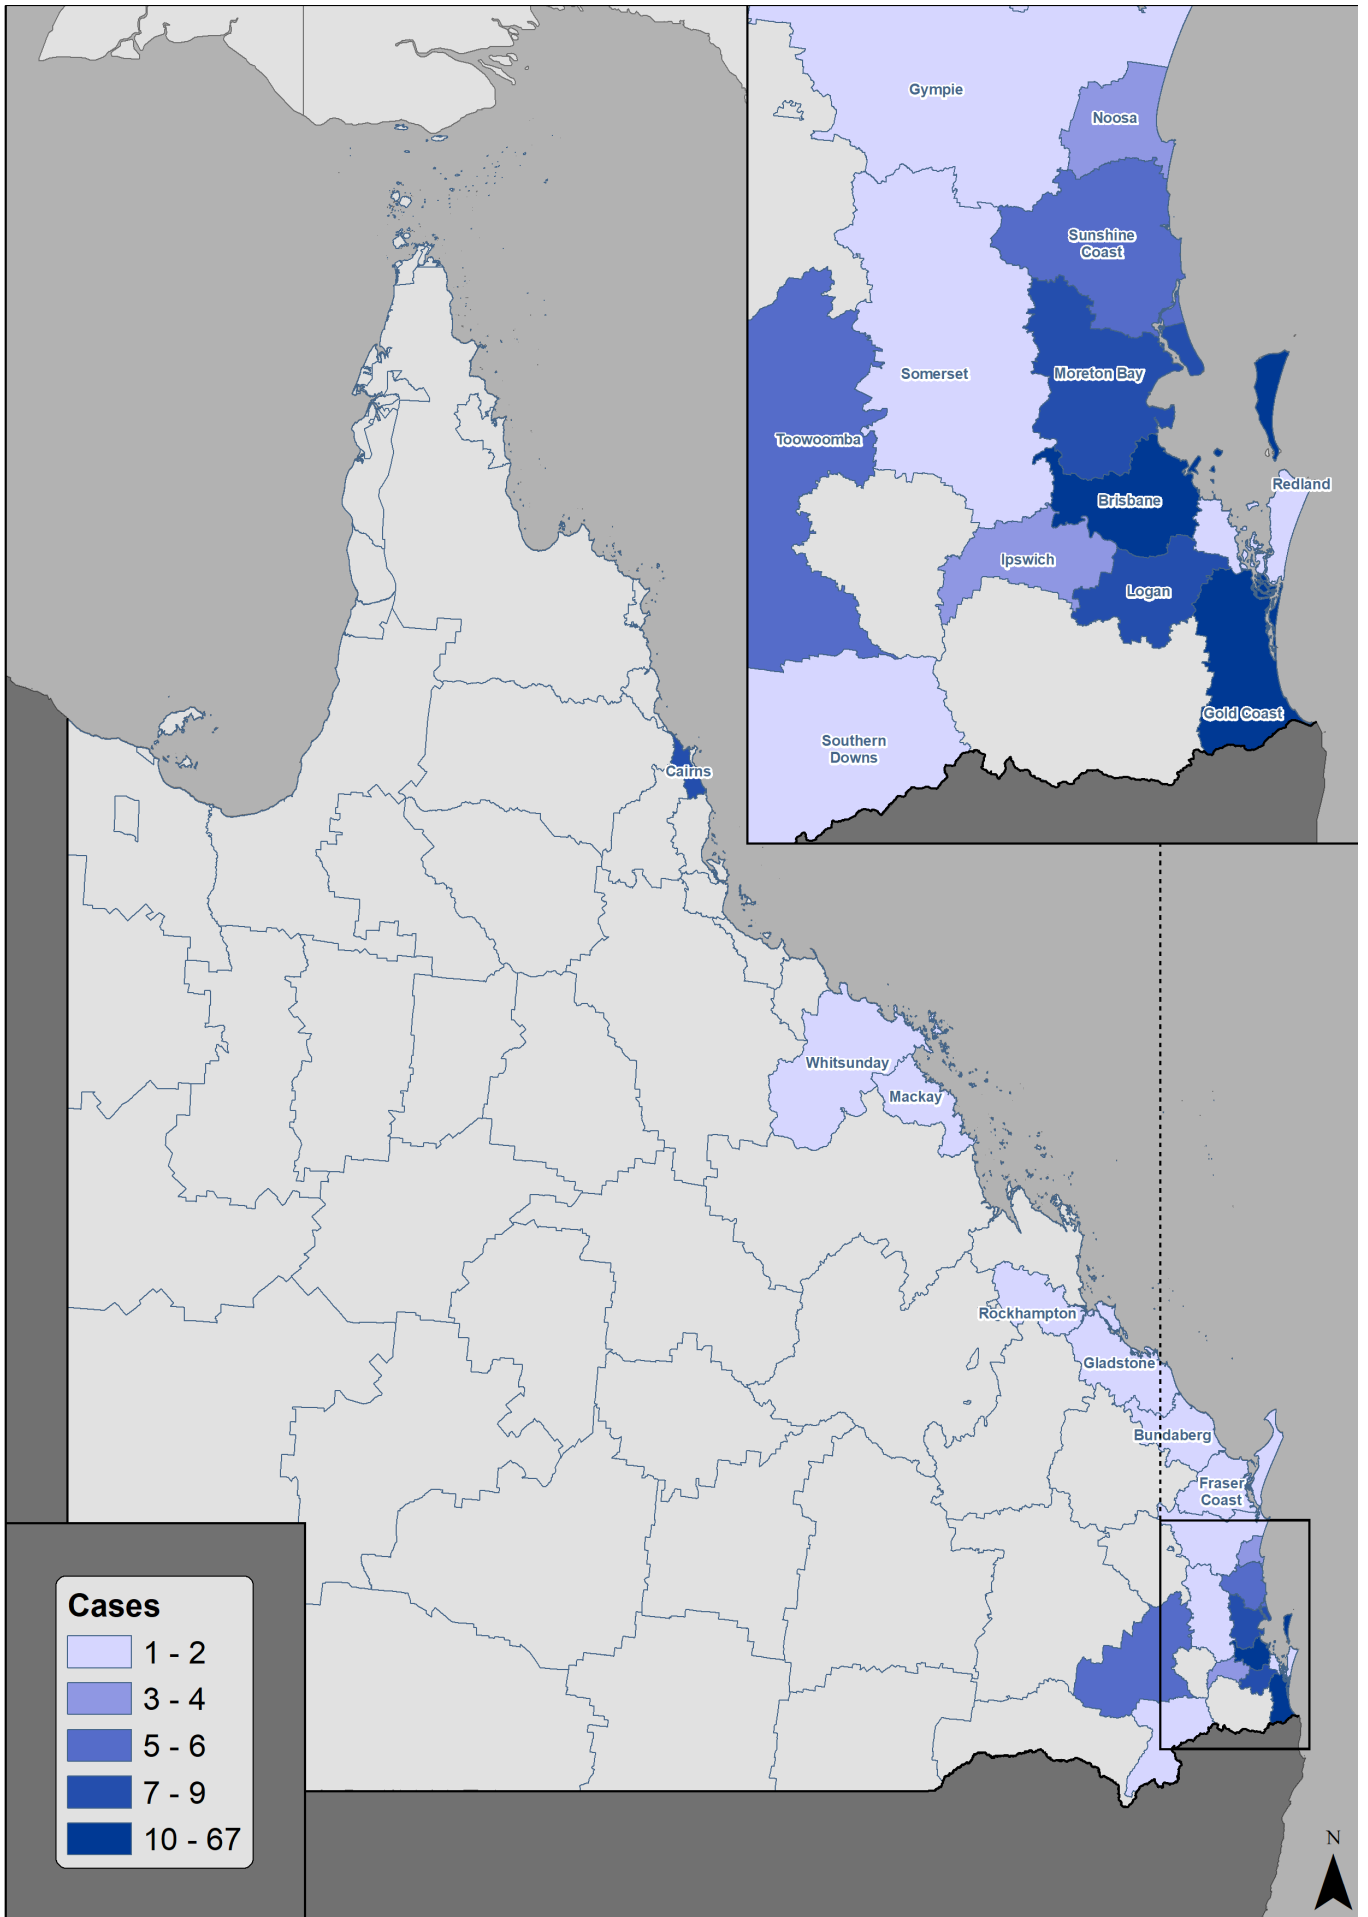 Gympie
Noosa
Sunshine
Coast
Somerset
Moreton Bay
Toowoomba
Redland
Brisbane
Ipswich
Logan
Gold Coast
Southern
Downs
Cairns
Whitsunday
Mackay
Rockhampton
Gladstone
Bundaberg
Fraser
Coast
Cases
1 - 2
3 - 4
5 - 6
7 - 9
10 - 67
N